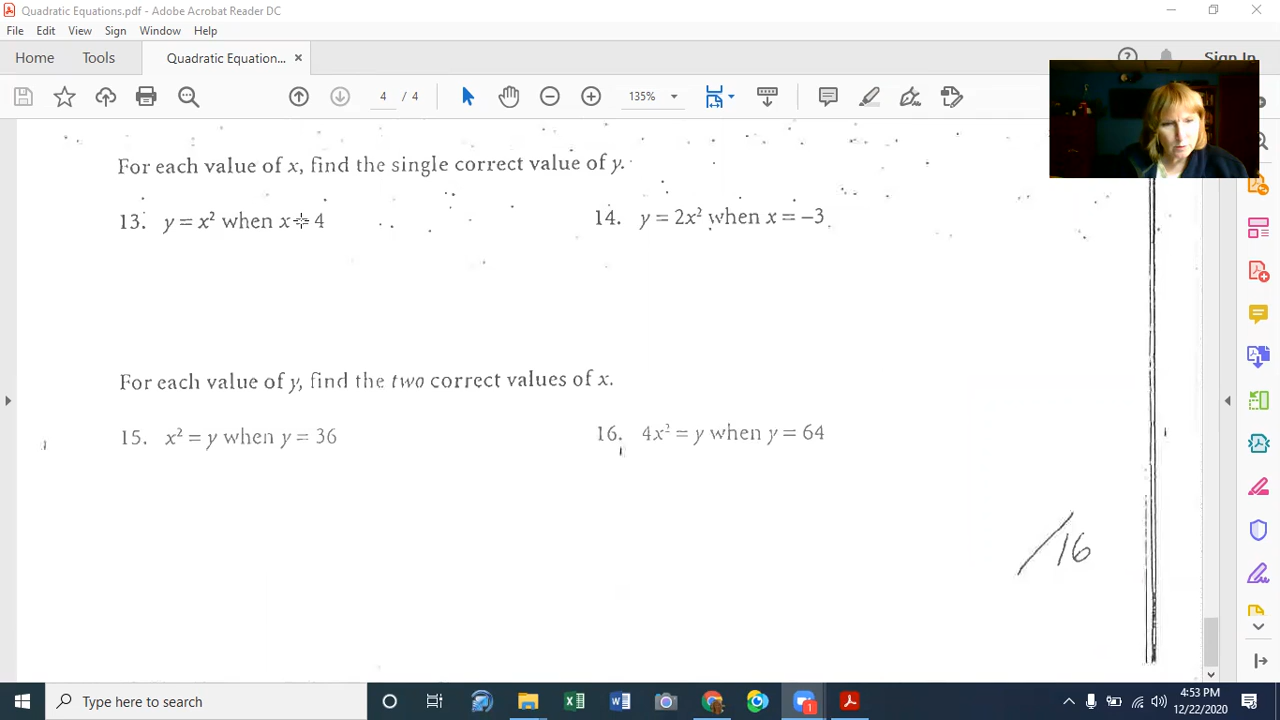 Quadratic Equations.pdf - Adobe Acrobat Reader DC
File Edit View Sign Window Help
Home Tools Quadratic Equation... × Sign In
4 / 4 135%
For each value of x, find the single correct value of y.
13. y = x² when x = 4
14. y = 2x² when x = –3
For each value of y, find the two correct values of x.
15. x² = y when y = 36
16. 4x² = y when y = 64
/16
Type here to search
1
4:53 PM
12/22/2020